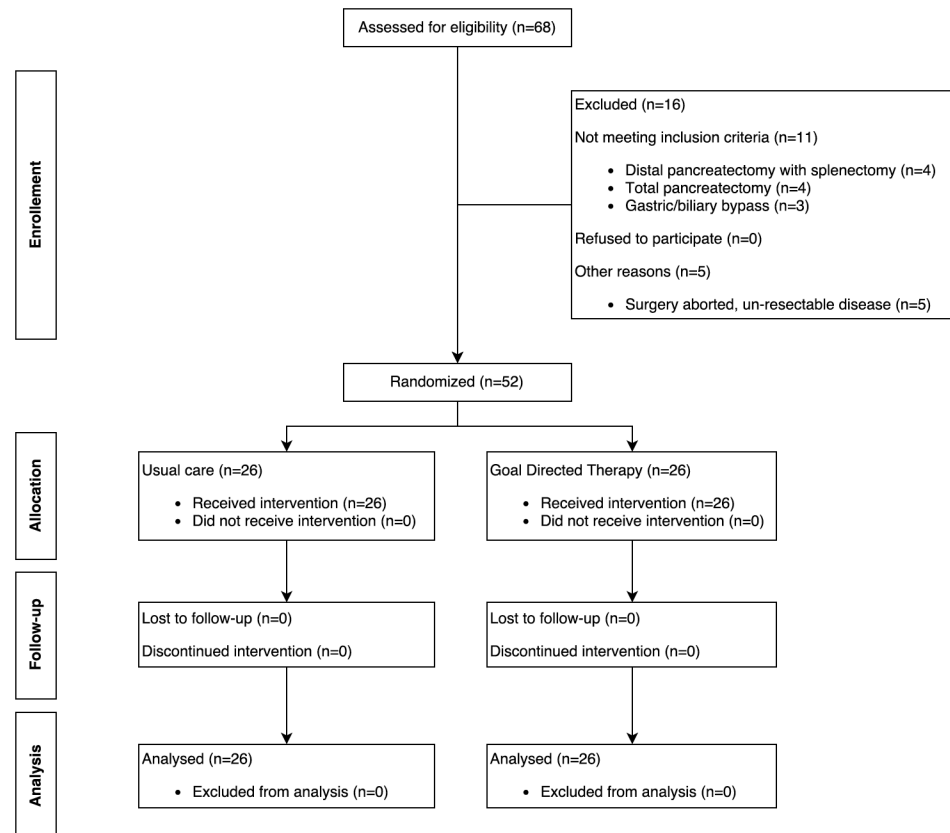 Assessed for eligibility (n=68)
Enrollement
Excluded (n=16)
Not meeting inclusion criteria (n=11)
• Distal pancreatectomy with splenectomy (n=4)
• Total pancreatectomy (n=4)
• Gastric/biliary bypass (n=3)
Refused to participate (n=0)
Other reasons (n=5)
• Surgery aborted, un-resectable disease (n=5)
Randomized (n=52)
Allocation
Usual care (n=26)
• Received intervention (n=26)
• Did not receive intervention (n=0)
Goal Directed Therapy (n=26)
• Received intervention (n=26)
• Did not receive intervention (n=0)
Follow-up
Lost to follow-up (n=0)
Discontinued intervention (n=0)
Lost to follow-up (n=0)
Discontinued intervention (n=0)
Analysis
Analysed (n=26)
• Excluded from analysis (n=0)
Analysed (n=26)
• Excluded from analysis (n=0)